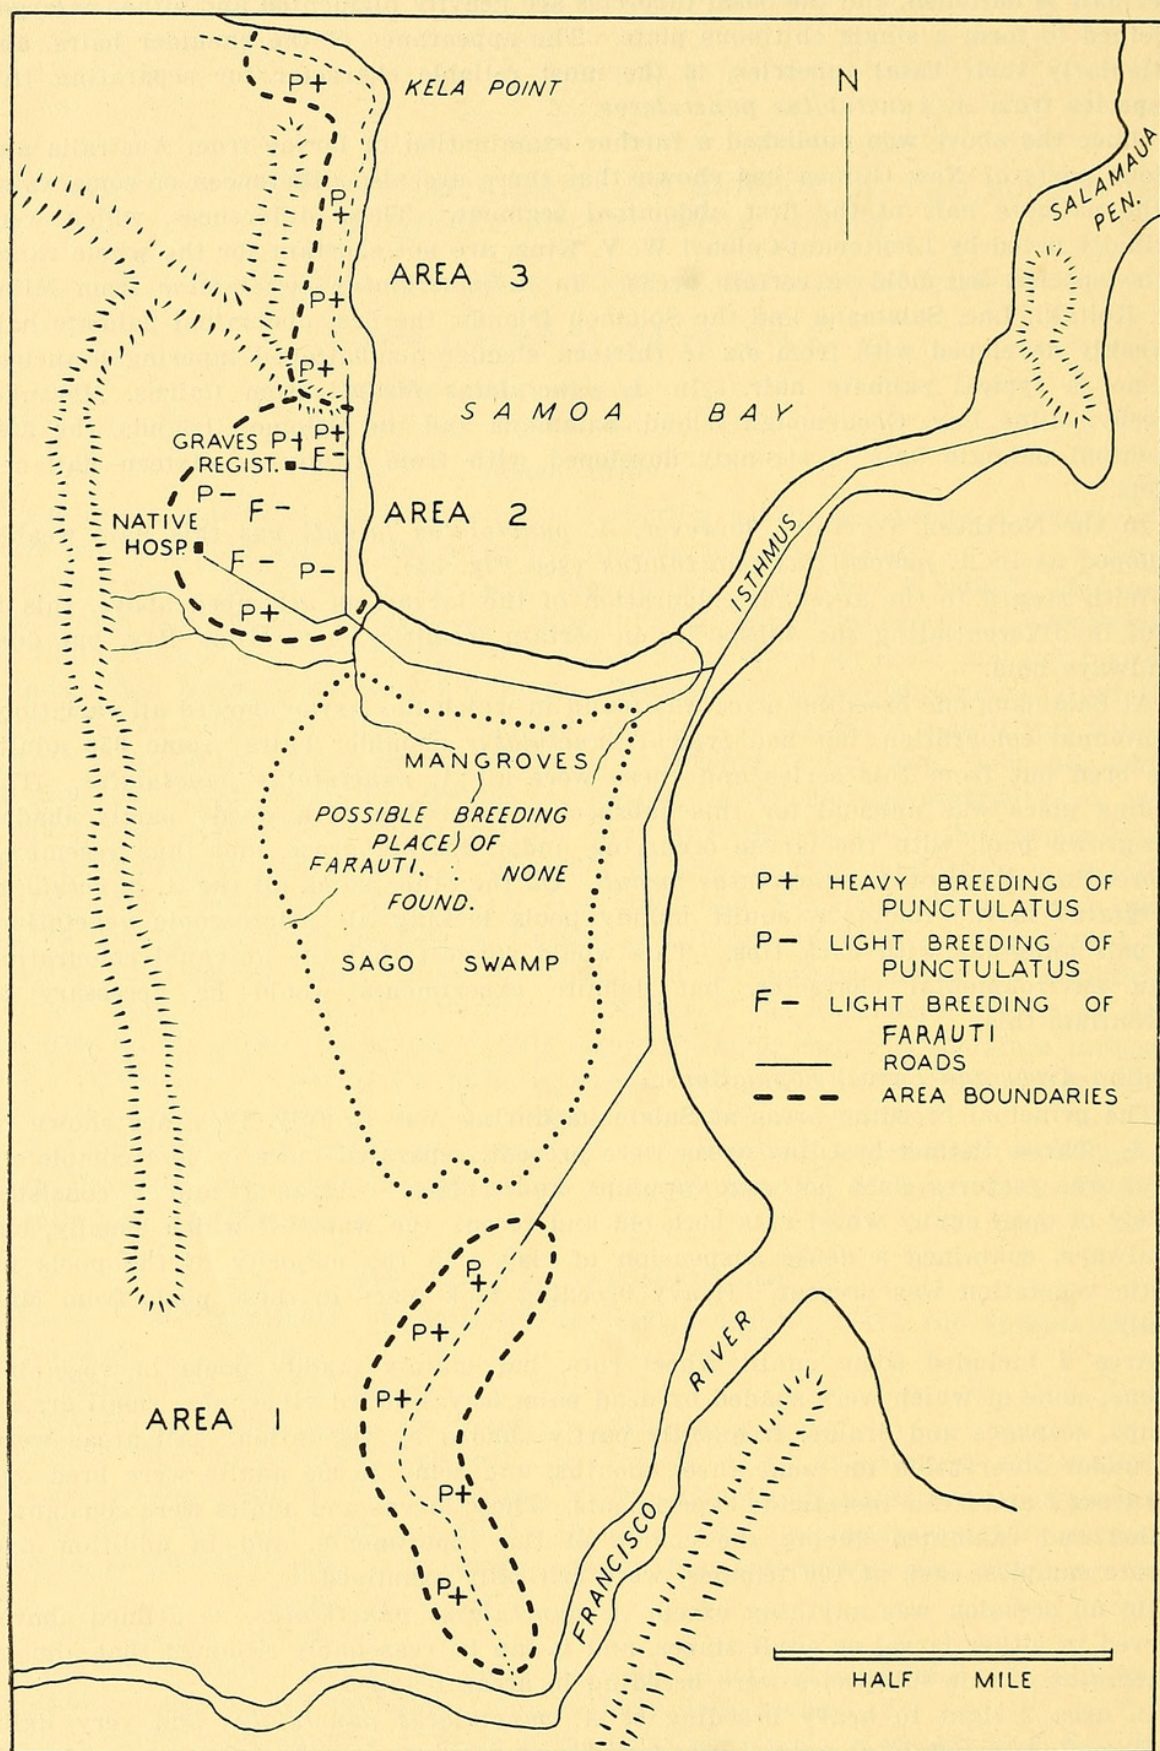 P+
KELA POINT
N
SALAMAUA
PEN.
P
+
AREA 3
P+
P+
SAMOA BAY
GRAVES P+ P+
REGIST. F-
P-
F-
AREA 2
NATIVE
HOSP.
F- P-
P+
ISTHMUS
MANGROVES
POSSIBLE BREEDING
PLACE) OF
FARAUTI. . NONE
FOUND.
SAGO SWAMP
P+ HEAVY BREEDING OF
PUNCTULATUS
P- LIGHT BREEDING OF
PUNCTULATUS
F- LIGHT BREEDING OF
FARAUTI
ROADS
AREA BOUNDARIES
P
+
P+
P+
AREA 1
P+
P+
FRANCISCO RIVER
HALF MILE